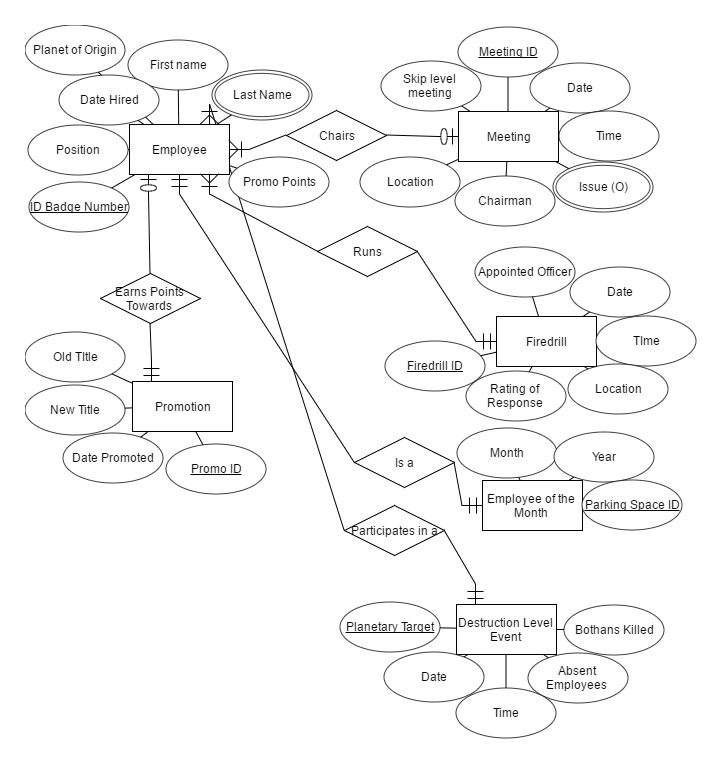 Planet of Origin
First name
Date Hired
Last Name
Position
Employee
Promo Points
ID Badge Number
Chairs
Meeting ID
Skip level
meeting
Date
Meeting
Time
Location
Issue (O)
Chairman
Runs
Appointed Officer
Date
Firedrill
TIme
Firedrill ID
Rating of
Response
Location
Earns Points
Towards
Old TItle
New Title
Promotion
Date Promoted
Promo ID
Is a
Month
Year
Employee of the
Month
Parking Space ID
Participates in a
Planetary Target
Destruction Level
Event
Bothans Killed
Date
Absent
Employees
Time